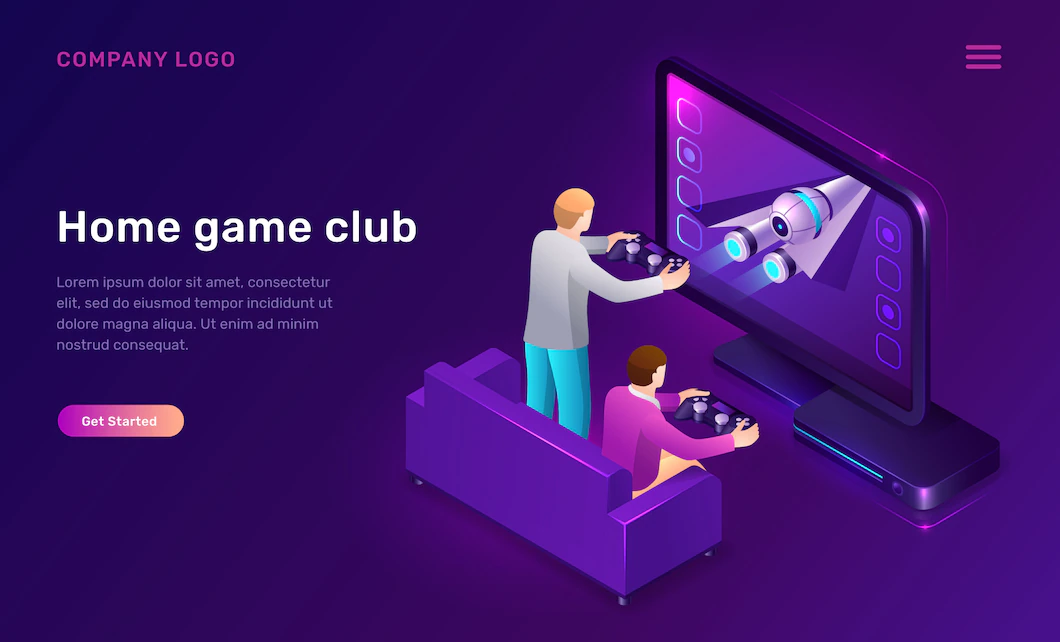 COMPANY LOGO
Home game club
Lorem ipsum dolor sit amet, consectetur
elit, sed do eiusmod tempor incididunt ut
dolore magna aliqua. Ut enim ad minim
nostrud consequat.
Get Started